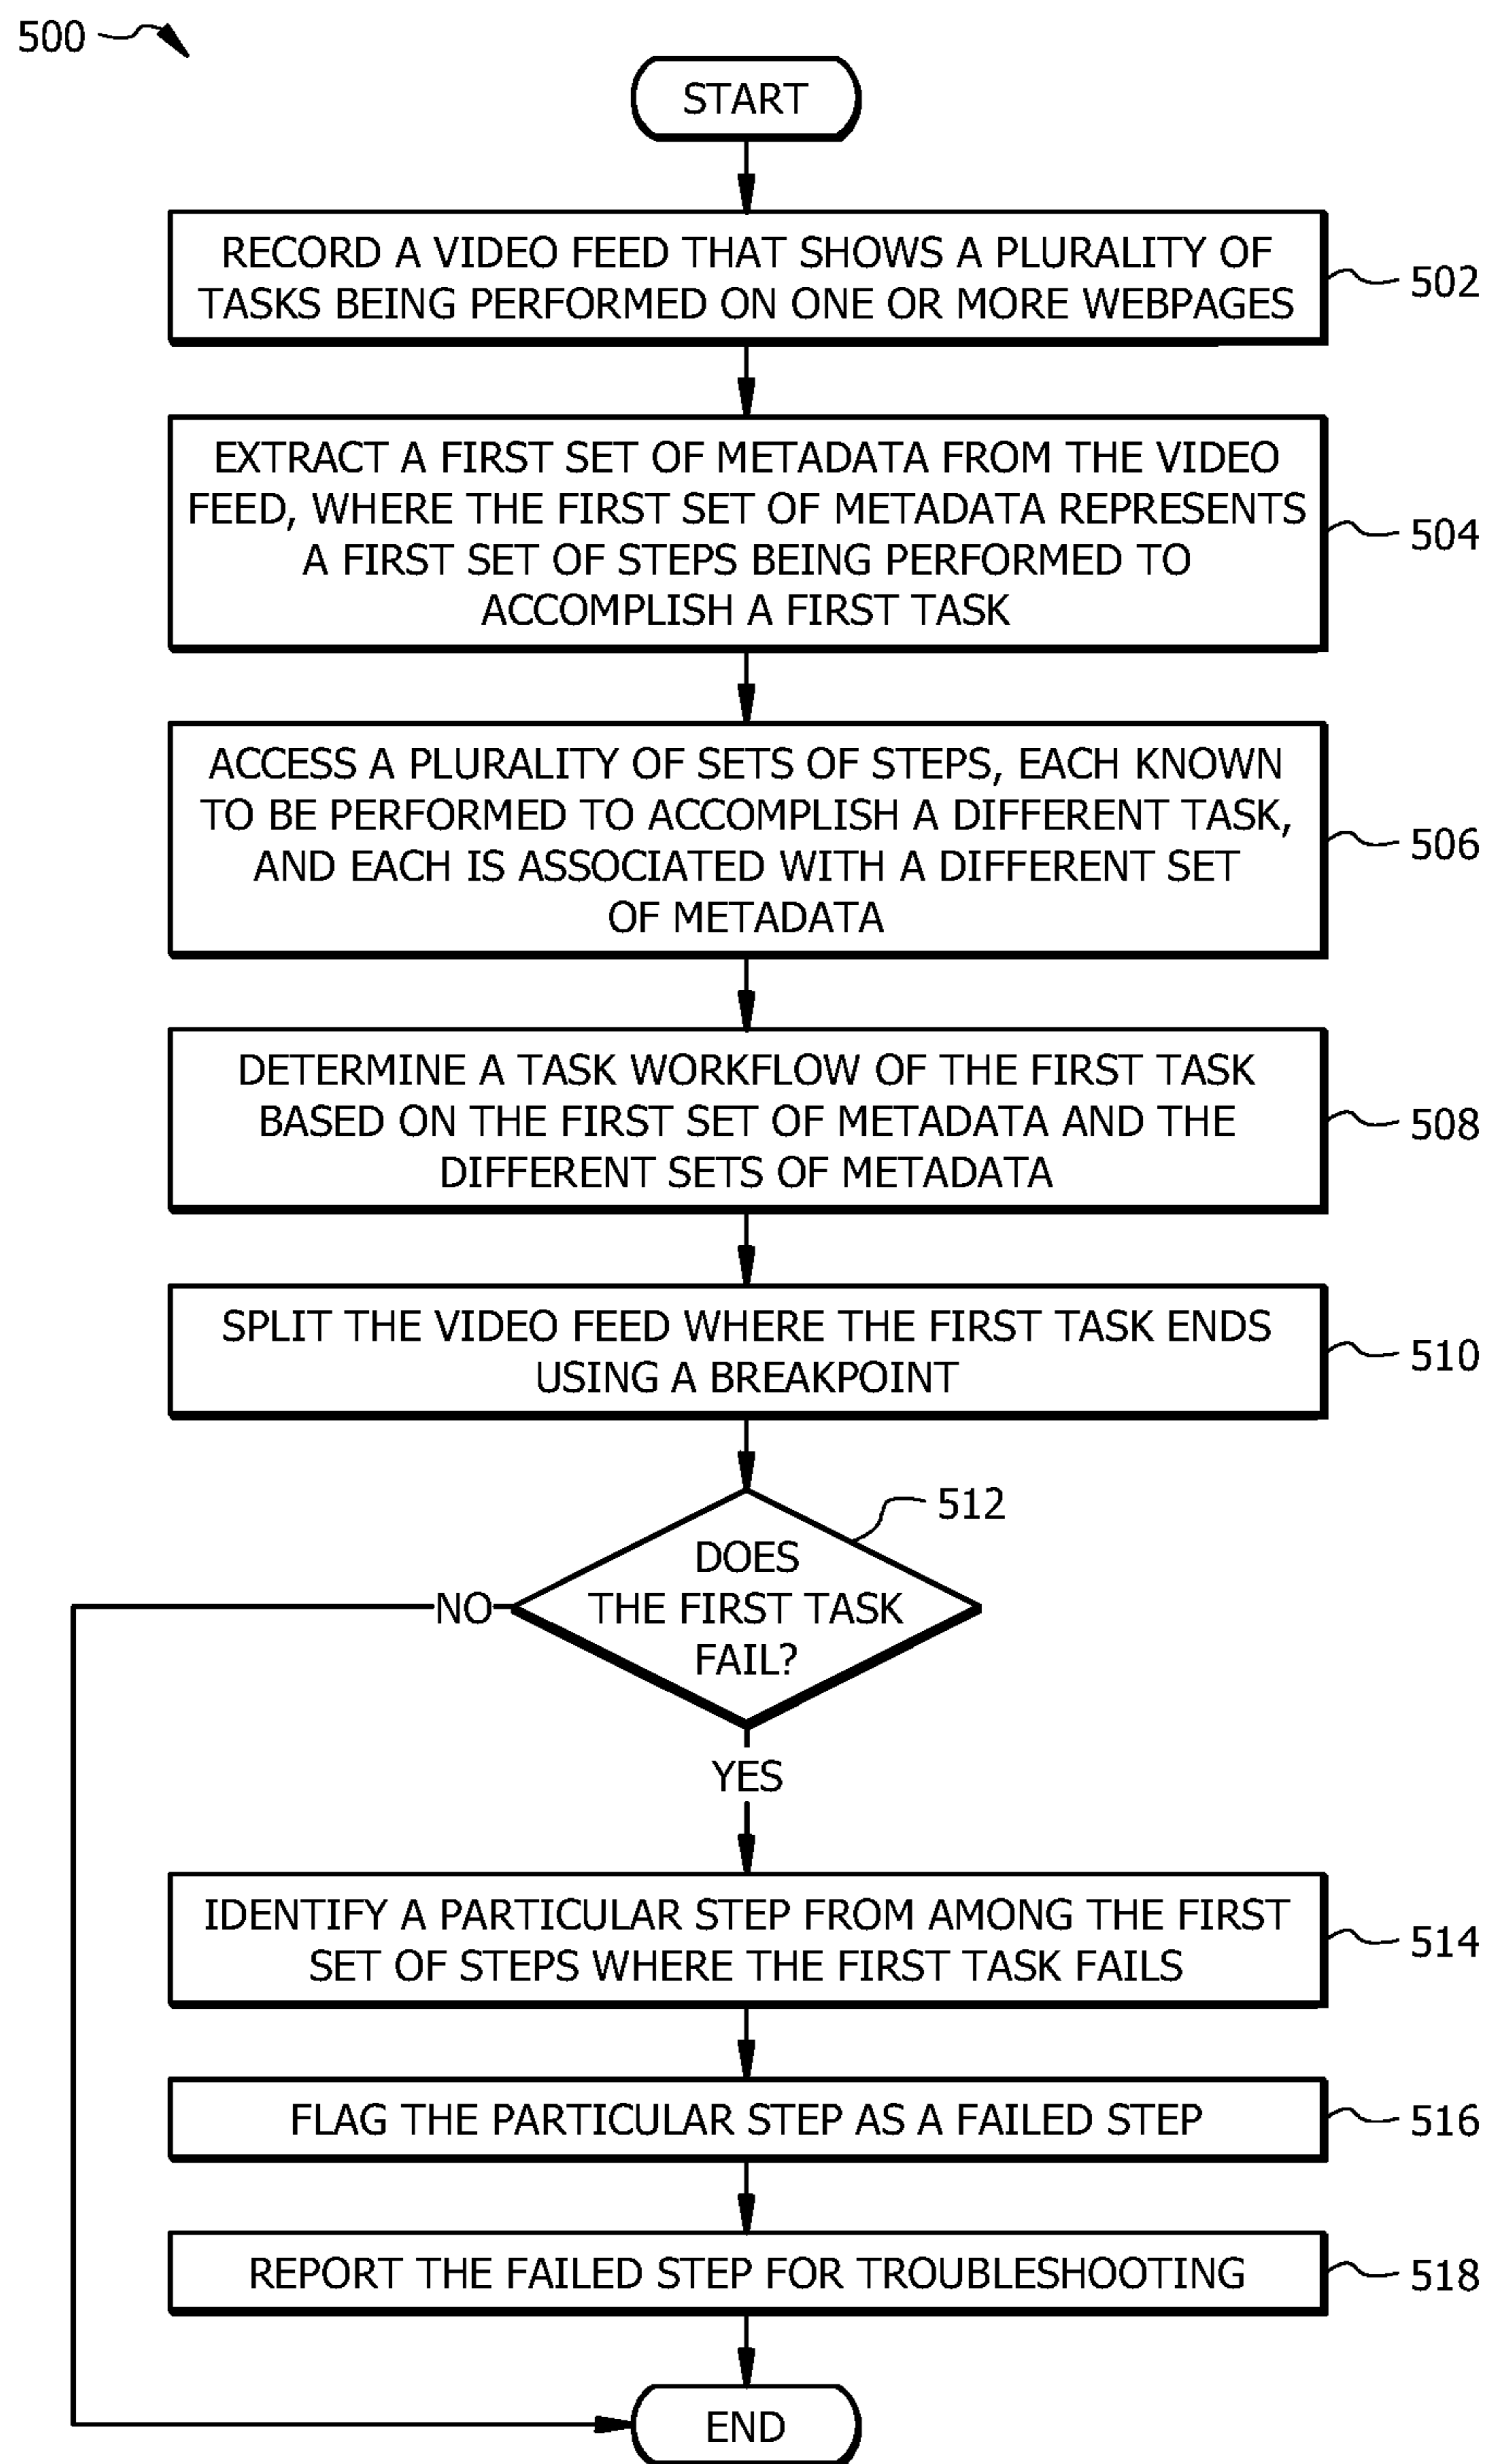 500
START
RECORD A VIDEO FEED THAT SHOWS A PLURALITY OF
TASKS BEING PERFORMED ON ONE OR MORE WEBPAGES
502
EXTRACT A FIRST SET OF METADATA FROM THE VIDEO
FEED, WHERE THE FIRST SET OF METADATA REPRESENTS
A FIRST SET OF STEPS BEING PERFORMED TO
ACCOMPLISH A FIRST TASK
504
ACCESS A PLURALITY OF SETS OF STEPS, EACH KNOWN
TO BE PERFORMED TO ACCOMPLISH A DIFFERENT TASK,
AND EACH IS ASSOCIATED WITH A DIFFERENT SET
OF METADATA
506
DETERMINE A TASK WORKFLOW OF THE FIRST TASK
BASED ON THE FIRST SET OF METADATA AND THE
DIFFERENT SETS OF METADATA
508
SPLIT THE VIDEO FEED WHERE THE FIRST TASK ENDS
USING A BREAKPOINT
510
512
DOES
THE FIRST TASK
FAIL?
NO
YES
IDENTIFY A PARTICULAR STEP FROM AMONG THE FIRST
SET OF STEPS WHERE THE FIRST TASK FAILS
514
FLAG THE PARTICULAR STEP AS A FAILED STEP
516
REPORT THE FAILED STEP FOR TROUBLESHOOTING
518
END